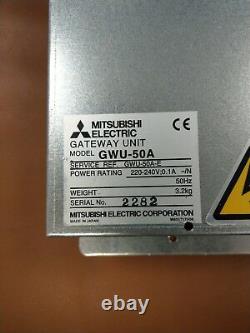 MITSUBISHI
ELECTRIC
CE
GATEWAY UNIT
MODEL GWU-50A
SERVICE REF. GWU-50A-E
POWER RATING 220-240V;0.1A ~/N
50Hz
WEIGHT 3.2kg
SERIAL No. 2282
MITSUBISHI ELECTRIC CORPORATION
MADE IN JAPAN